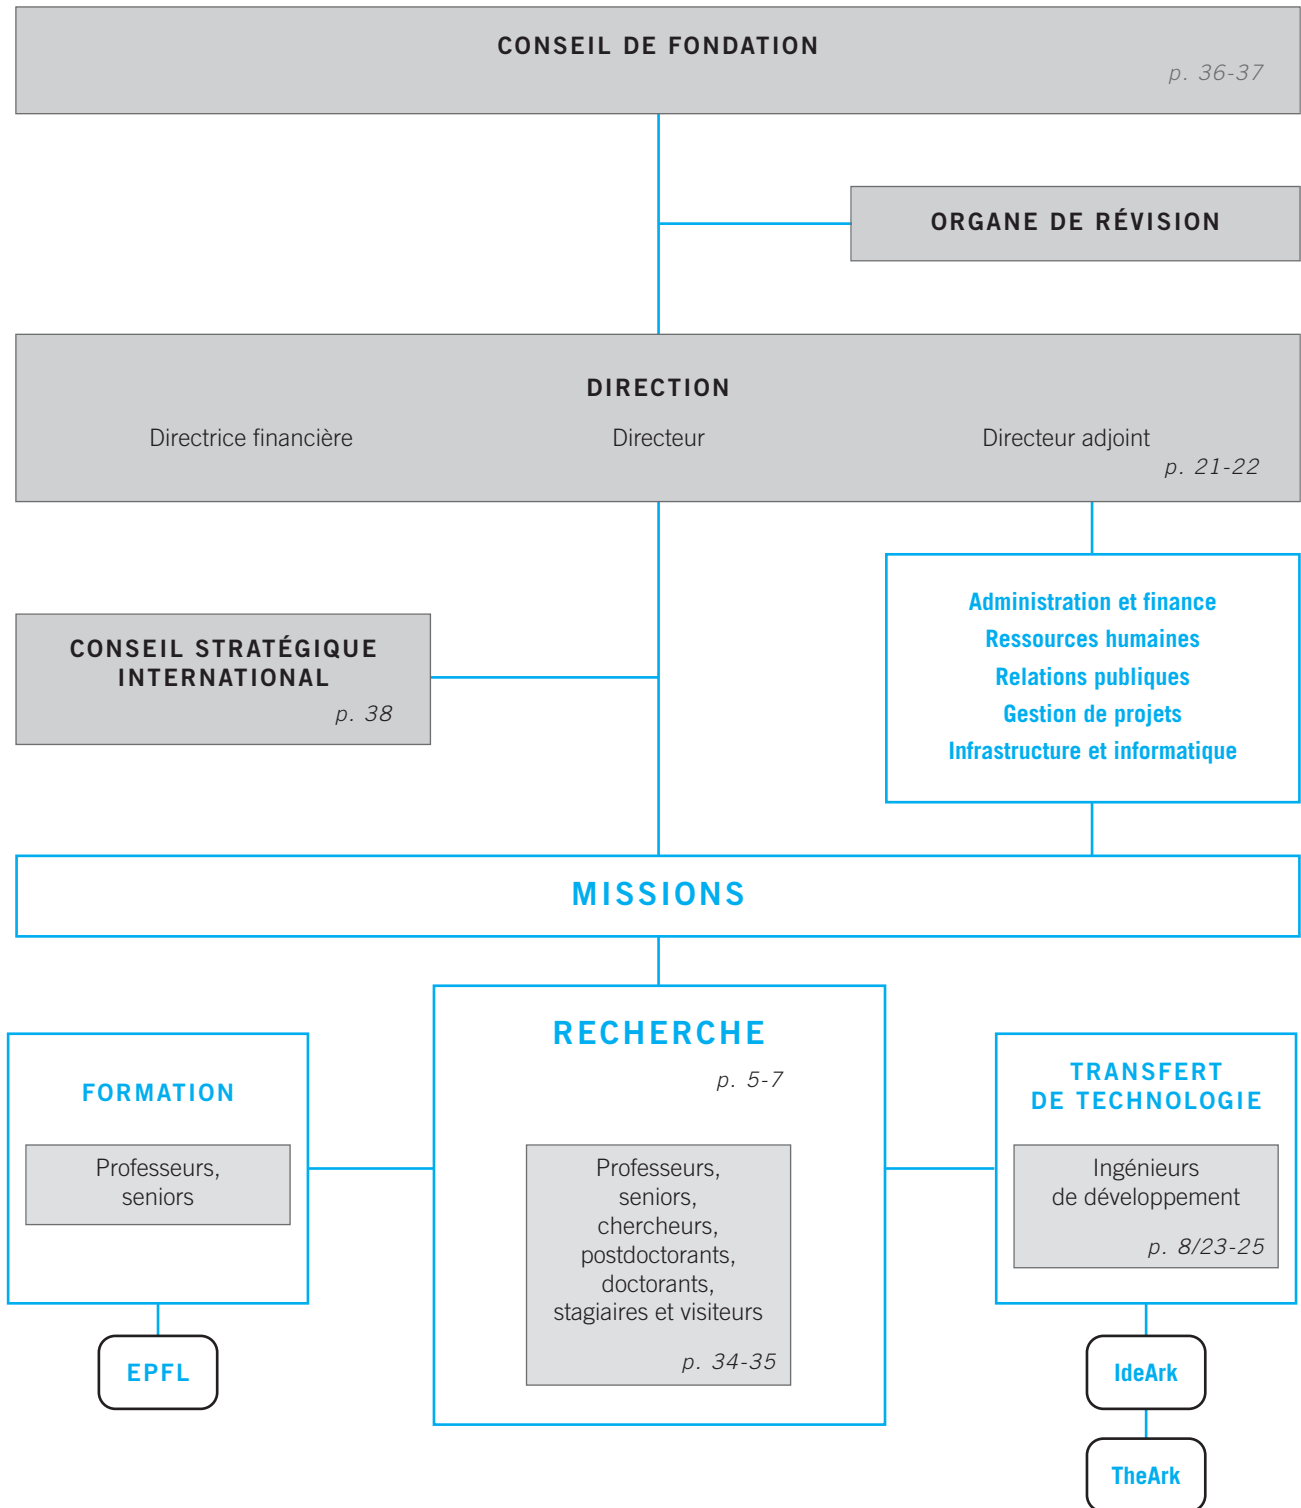 CONSEIL DE FONDATION
p. 36-37
ORGANE DE RÉVISION
DIRECTION
Directrice financière
Directeur
Directeur adjoint
p. 21-22
Administration et finance
Ressources humaines
Relations publiques
Gestion de projets
Infrastructure et informatique
CONSEIL STRATÉGIQUE
INTERNATIONAL
p. 38
MISSIONS
FORMATION
Professeurs,
seniors
EPFL
RECHERCHE
p. 5-7
Professeurs,
seniors,
chercheurs,
postdoctorants,
doctorants,
stagiaires et visiteurs
p. 34-35
TRANSFERT
DE TECHNOLOGIE
Ingénieurs
de développement
p. 8/23-25
IdeArk
TheArk